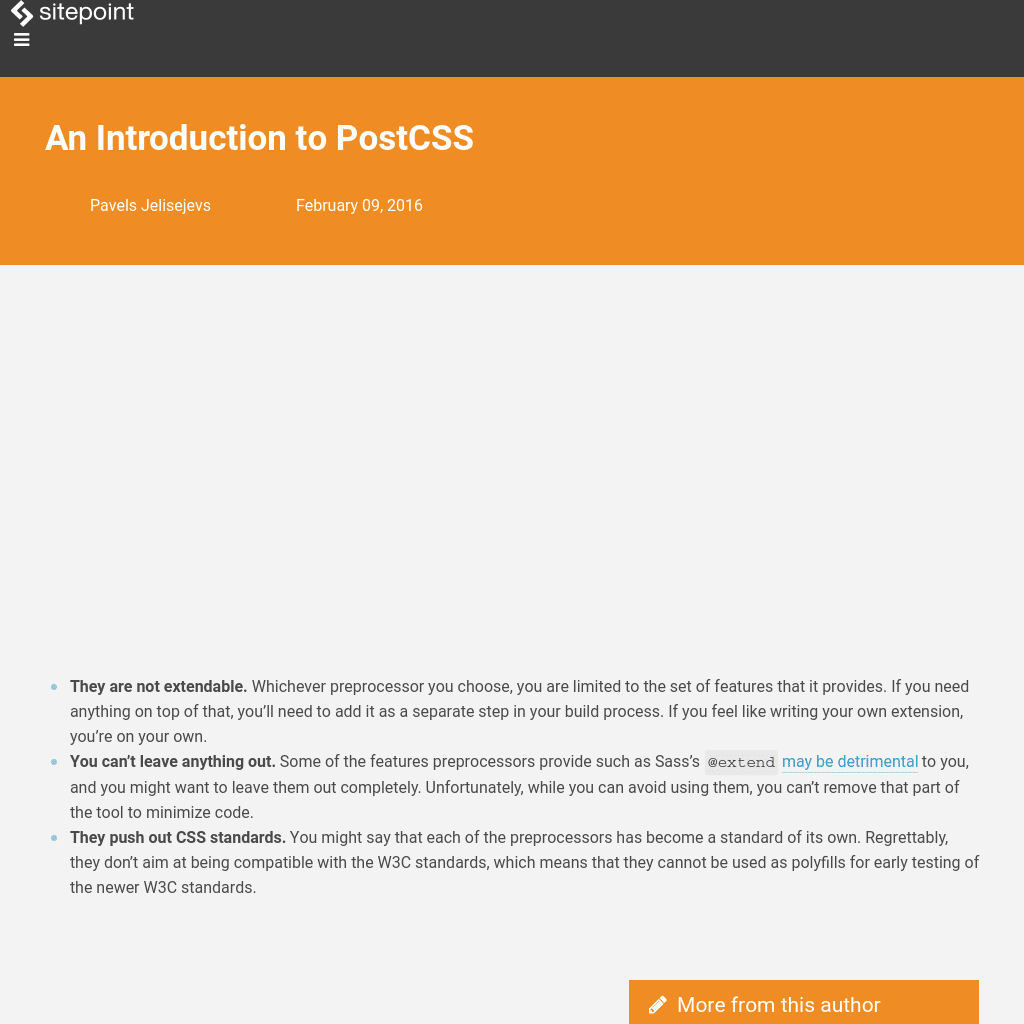 sitepoint
An Introduction to PostCSS
Pavels Jelisejevs February 09, 2016
They are not extendable. Whichever preprocessor you choose, you are limited to the set of features that it provides. If you need
anything on top of that, you’ll need to add it as a separate step in your build process. If you feel like writing your own extension,
you’re on your own.
You can’t leave anything out. Some of the features preprocessors provide such as Sass’s @extend may be detrimental to you,
and you might want to leave them out completely. Unfortunately, while you can avoid using them, you can’t remove that part of
the tool to minimize code.
They push out CSS standards. You might say that each of the preprocessors has become a standard of its own. Regrettably,
they don’t aim at being compatible with the W3C standards, which means that they cannot be used as polyfills for early testing of
the newer W3C standards.
More from this author